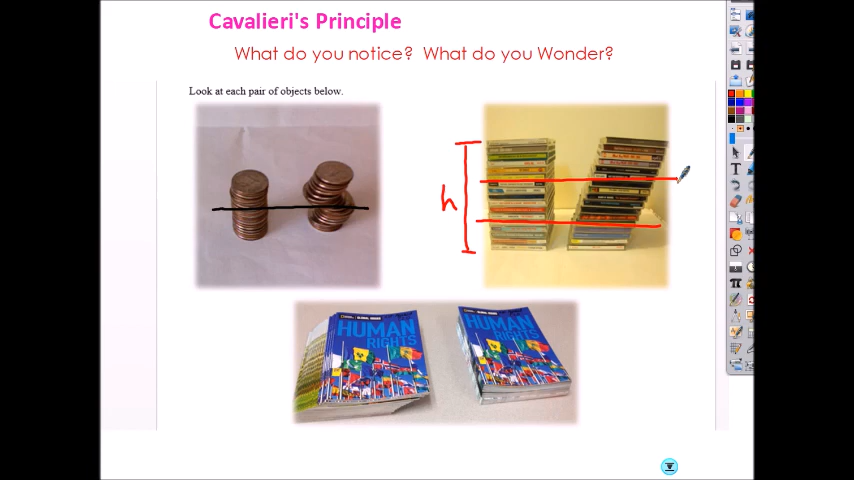 Cavalieri's Principle
What do you notice? What do you Wonder?
Look at each pair of objects below.
h
HUMAN
RIGHTS
HUMAN
RIGHTS